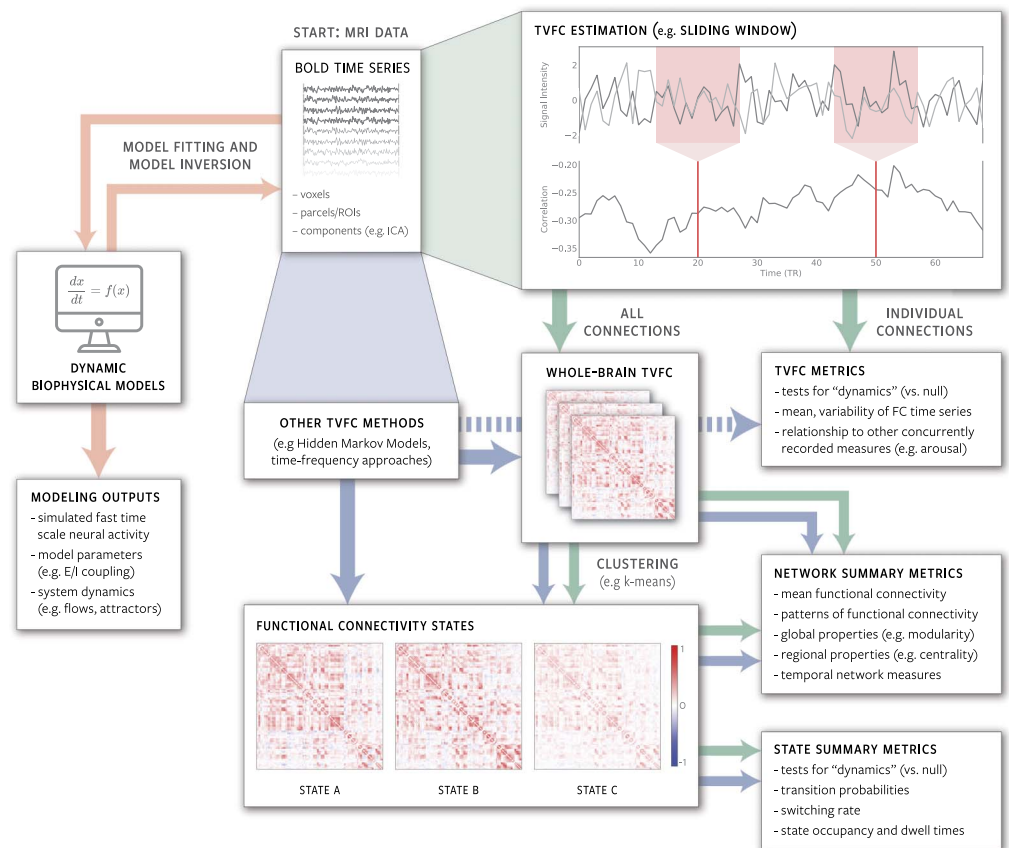 START: MRI DATA
BOLD TIME SERIES
– voxels
– parcels/ROIs
– components (e.g. ICA)
TVFC ESTIMATION (e.g. SLIDING WINDOW)
Signal Intensity
2
0
−2
Correlation
−0.20
−0.25
−0.30
−0.35
0
10
20
30
40
50
60
Time (TR)
MODEL FITTING AND
MODEL INVERSION
dx/dt = f(x)
DYNAMIC
BIOPHYSICAL MODELS
MODELING OUTPUTS
- simulated fast time
scale neural activity
- model parameters
(e.g. E/I coupling)
- system dynamics
(e.g. flows, attractors)
ALL
CONNECTIONS
INDIVIDUAL
CONNECTIONS
OTHER TVFC METHODS
(e.g Hidden Markov Models,
time-frequency approaches)
WHOLE-BRAIN TVFC
TVFC METRICS
- tests for “dynamics” (vs. null)
- mean, variability of FC time series
- relationship to other concurrently
recorded measures (e.g. arousal)
CLUSTERING
(e.g k-means)
NETWORK SUMMARY METRICS
- mean functional connectivity
- patterns of functional connectivity
- global properties (e.g. modularity)
- regional properties (e.g. centrality)
- temporal network measures
FUNCTIONAL CONNECTIVITY STATES
1
0
-1
STATE A
STATE B
STATE C
STATE SUMMARY METRICS
- tests for “dynamics” (vs. null)
- transition probabilities
- switching rate
- state occupancy and dwell times